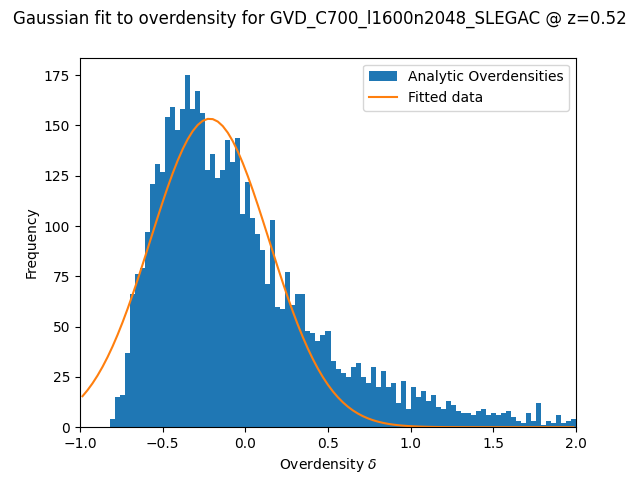 Gaussian fit to overdensity for GVD_C700_l1600n2048_SLEGAC @ z=0.52
Analytic Overdensities
Fitted data
Frequency
175
150
125
100
75
50
25
0
−1.0 −0.5 0.0 0.5 1.0 1.5 2.0
Overdensity δ